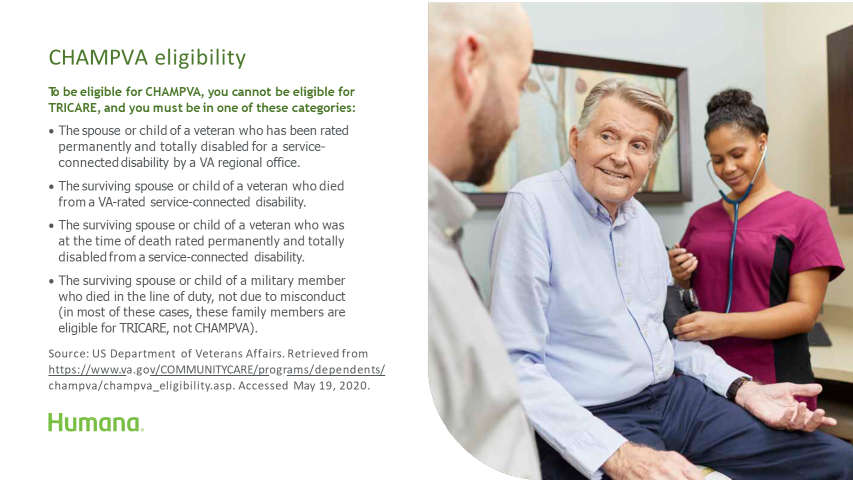 CHAMPVA eligibility
To be eligible for CHAMPVA, you cannot be eligible for
TRICARE, and you must be in one of these categories:
• The spouse or child of a veteran who has been rated
permanently and totally disabled for a service-
connected disability by a VA regional office.
• The surviving spouse or child of a veteran who died
from a VA-rated service-connected disability.
• The surviving spouse or child of a veteran who was
at the time of death rated permanently and totally
disabled from a service-connected disability.
• The surviving spouse or child of a military member
who died in the line of duty, not due to misconduct
(in most of these cases, these family members are
eligible for TRICARE, not CHAMPVA).
Source: US Department of Veterans Affairs. Retrieved from
https://www.va.gov/COMMUNITYCARE/programs/dependents/
champva/champva_eligibility.asp. Accessed May 19, 2020.
Humana